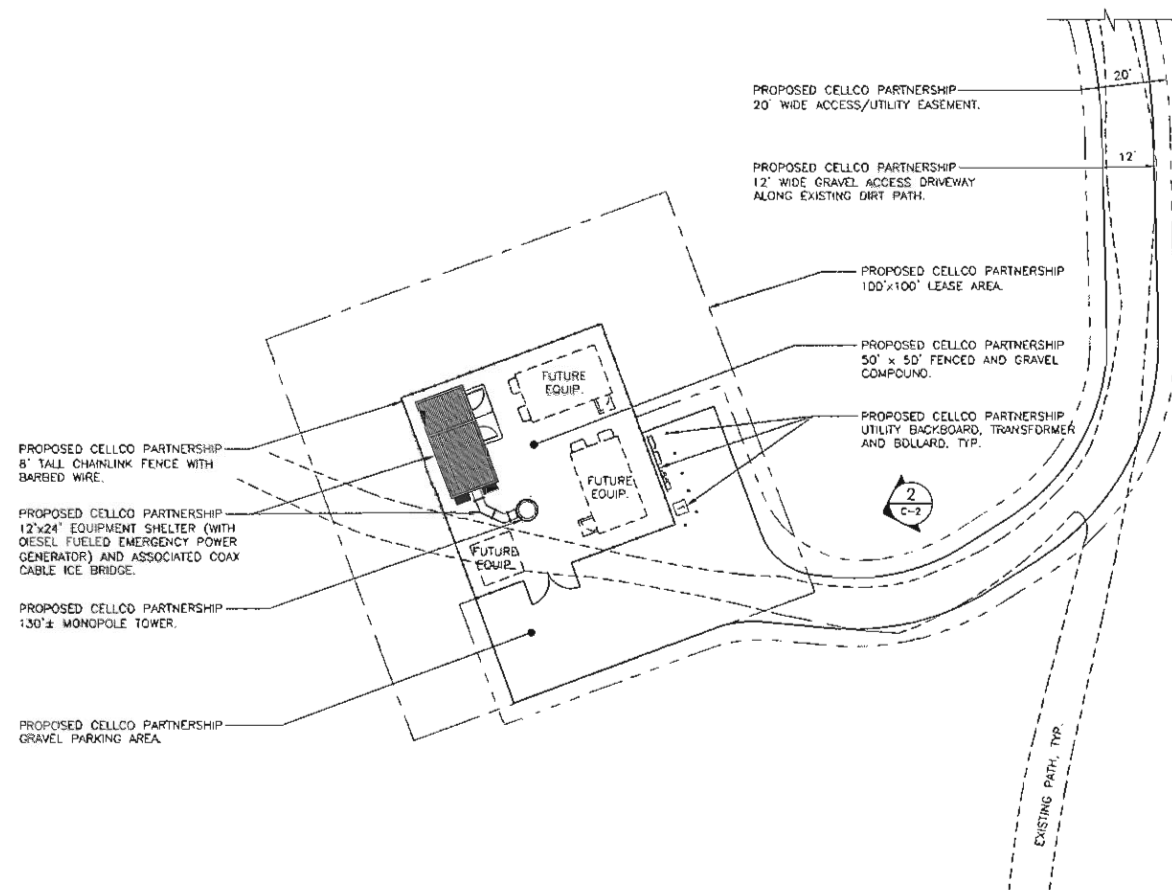 20'
PROPOSED CELLCO PARTNERSHIP
20' WIDE ACCESS/UTILITY EASEMENT.
12'
PROPOSED CELLCO PARTNERSHIP
12' WIDE GRAVEL ACCESS DRIVEWAY
ALONG EXISTING DIRT PATH.
PROPOSED CELLCO PARTNERSHIP
100'x100' LEASE AREA.
PROPOSED CELLCO PARTNERSHIP
50' x 50' FENCED AND GRAVEL
COMPOUND.
PROPOSED CELLCO PARTNERSHIP
UTILITY BACKBOARD, TRANSFORMER
AND BOLLARD, TYP.
FUTURE
EQUIP.
FUTURE
EQUIP.
FUTURE
EQUIP.
2
C-2
PROPOSED CELLCO PARTNERSHIP
8' TALL CHAINLINK FENCE WITH
BARBED WIRE.
PROPOSED CELLCO PARTNERSHIP
12'x24' EQUIPMENT SHELTER (WITH
DIESEL FUELED EMERGENCY POWER
GENERATOR) AND ASSOCIATED COAX
CABLE ICE BRIDGE.
PROPOSED CELLCO PARTNERSHIP
130'± MONOPOLE TOWER.
PROPOSED CELLCO PARTNERSHIP
GRAVEL PARKING AREA.
EXISTING PATH, TYP.